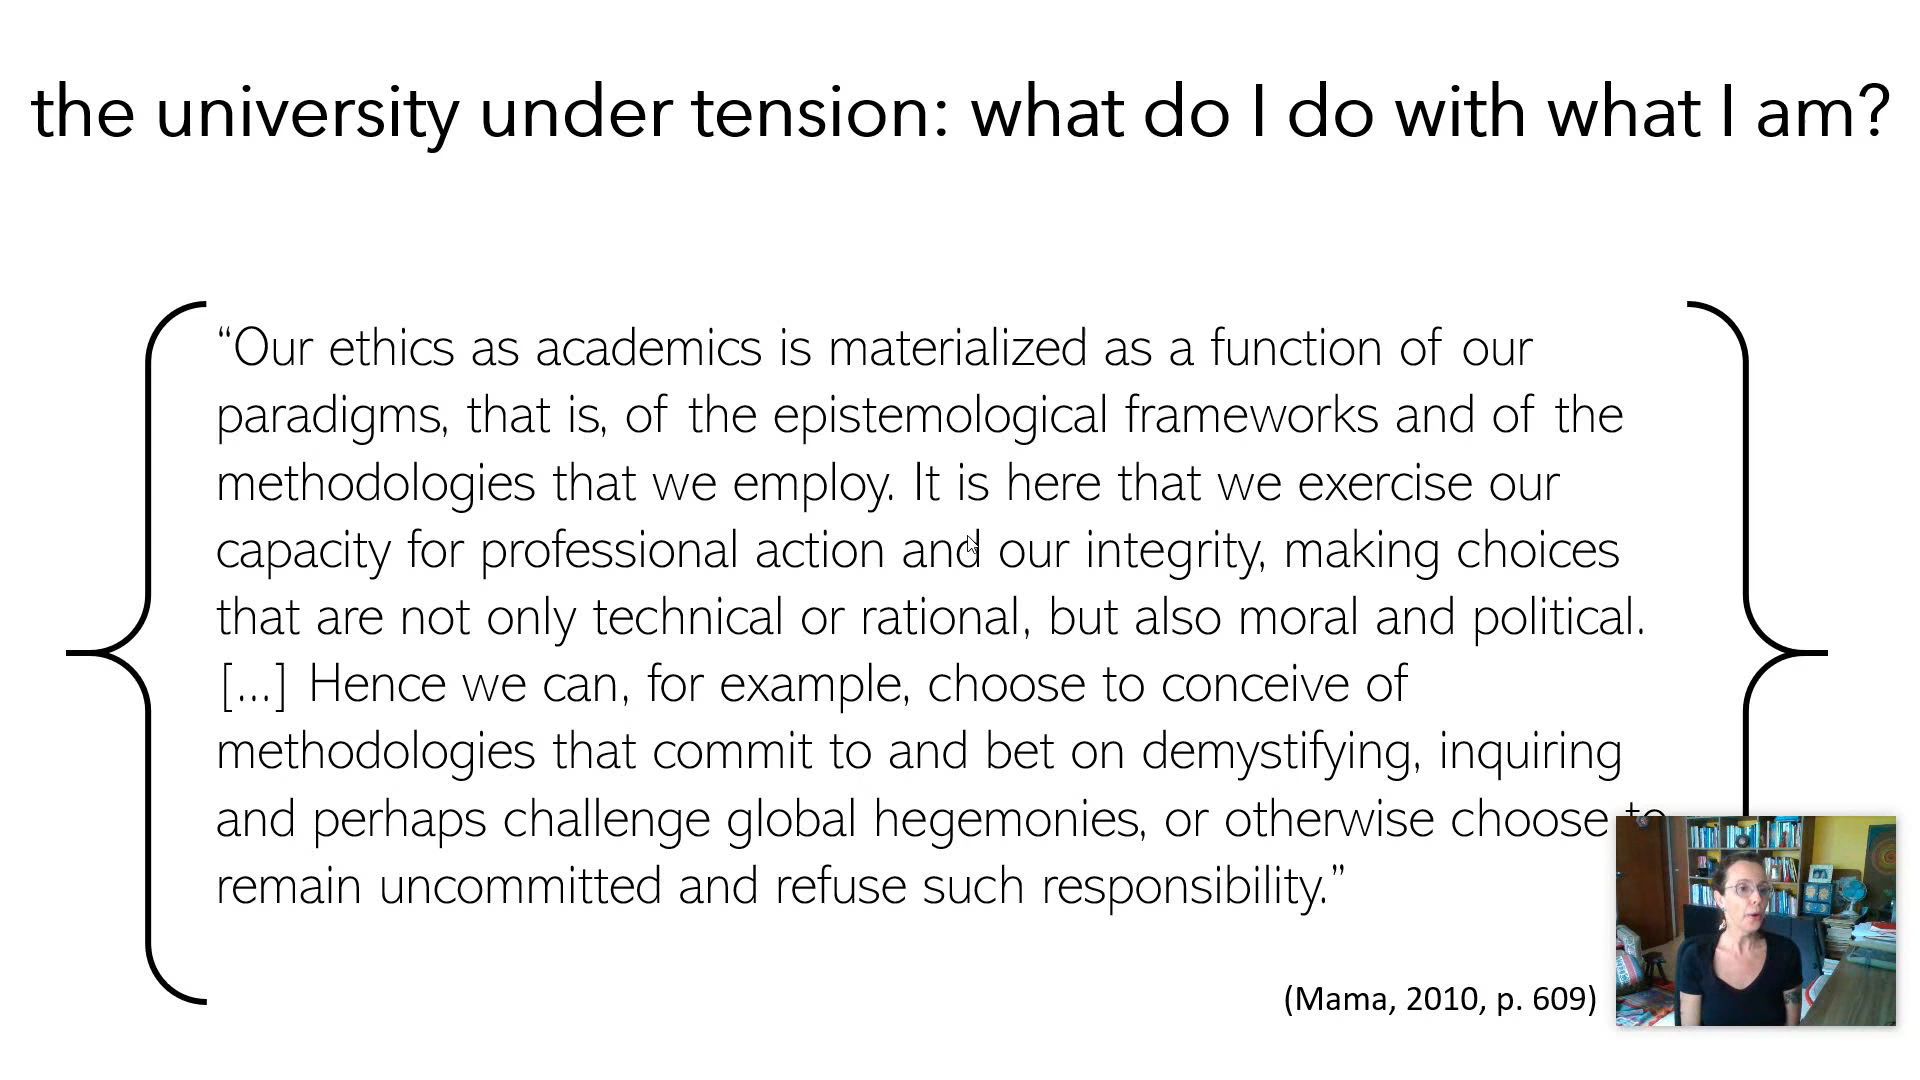 the university under tension: what do I do with what I am?
“Our ethics as academics is materialized as a function of our
paradigms, that is, of the epistemological frameworks and of the
methodologies that we employ. It is here that we exercise our
capacity for professional action and our integrity, making choices
that are not only technical or rational, but also moral and political.
[...] Hence we can, for example, choose to conceive of
methodologies that commit to and bet on demystifying, inquiring
and perhaps challenge global hegemonies, or otherwise choose to
remain uncommitted and refuse such responsibility.”
(Mama, 2010, p. 609)